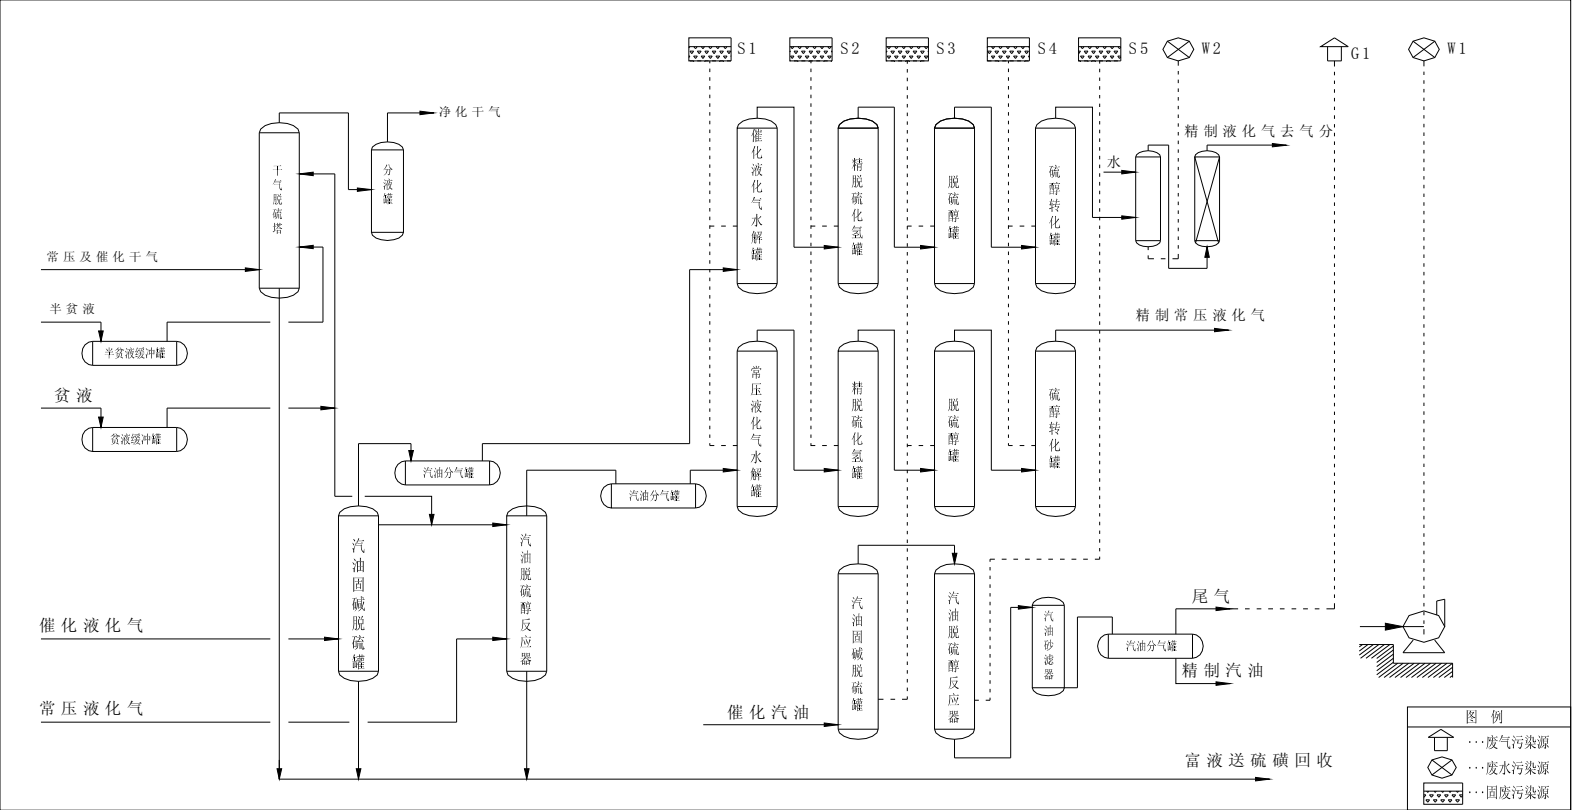 S1
S2
S3
S4
S5
W2
G1
W1
净化干气
干气脱硫塔
分液罐
常压及催化干气
半贫液
半贫液缓冲罐
贫液
贫液缓冲罐
催化液化气水解罐
精脱硫化氢罐
脱硫醇罐
硫醇转化罐
水
精制液化气去气分
精制常压液化气
常压液化气水解罐
精脱硫化氢罐
脱硫醇罐
硫醇转化罐
汽油分气罐
汽油分气罐
汽油固碱脱硫罐
汽油脱硫醇反应器
催化液化气
常压液化气
汽油固碱脱硫罐
汽油脱硫醇反应器
汽油砂滤器
尾气
汽油分气罐
精制汽油
催化汽油
富液送硫磺回收
图 例
···废气污染源
···废水污染源
···固废污染源